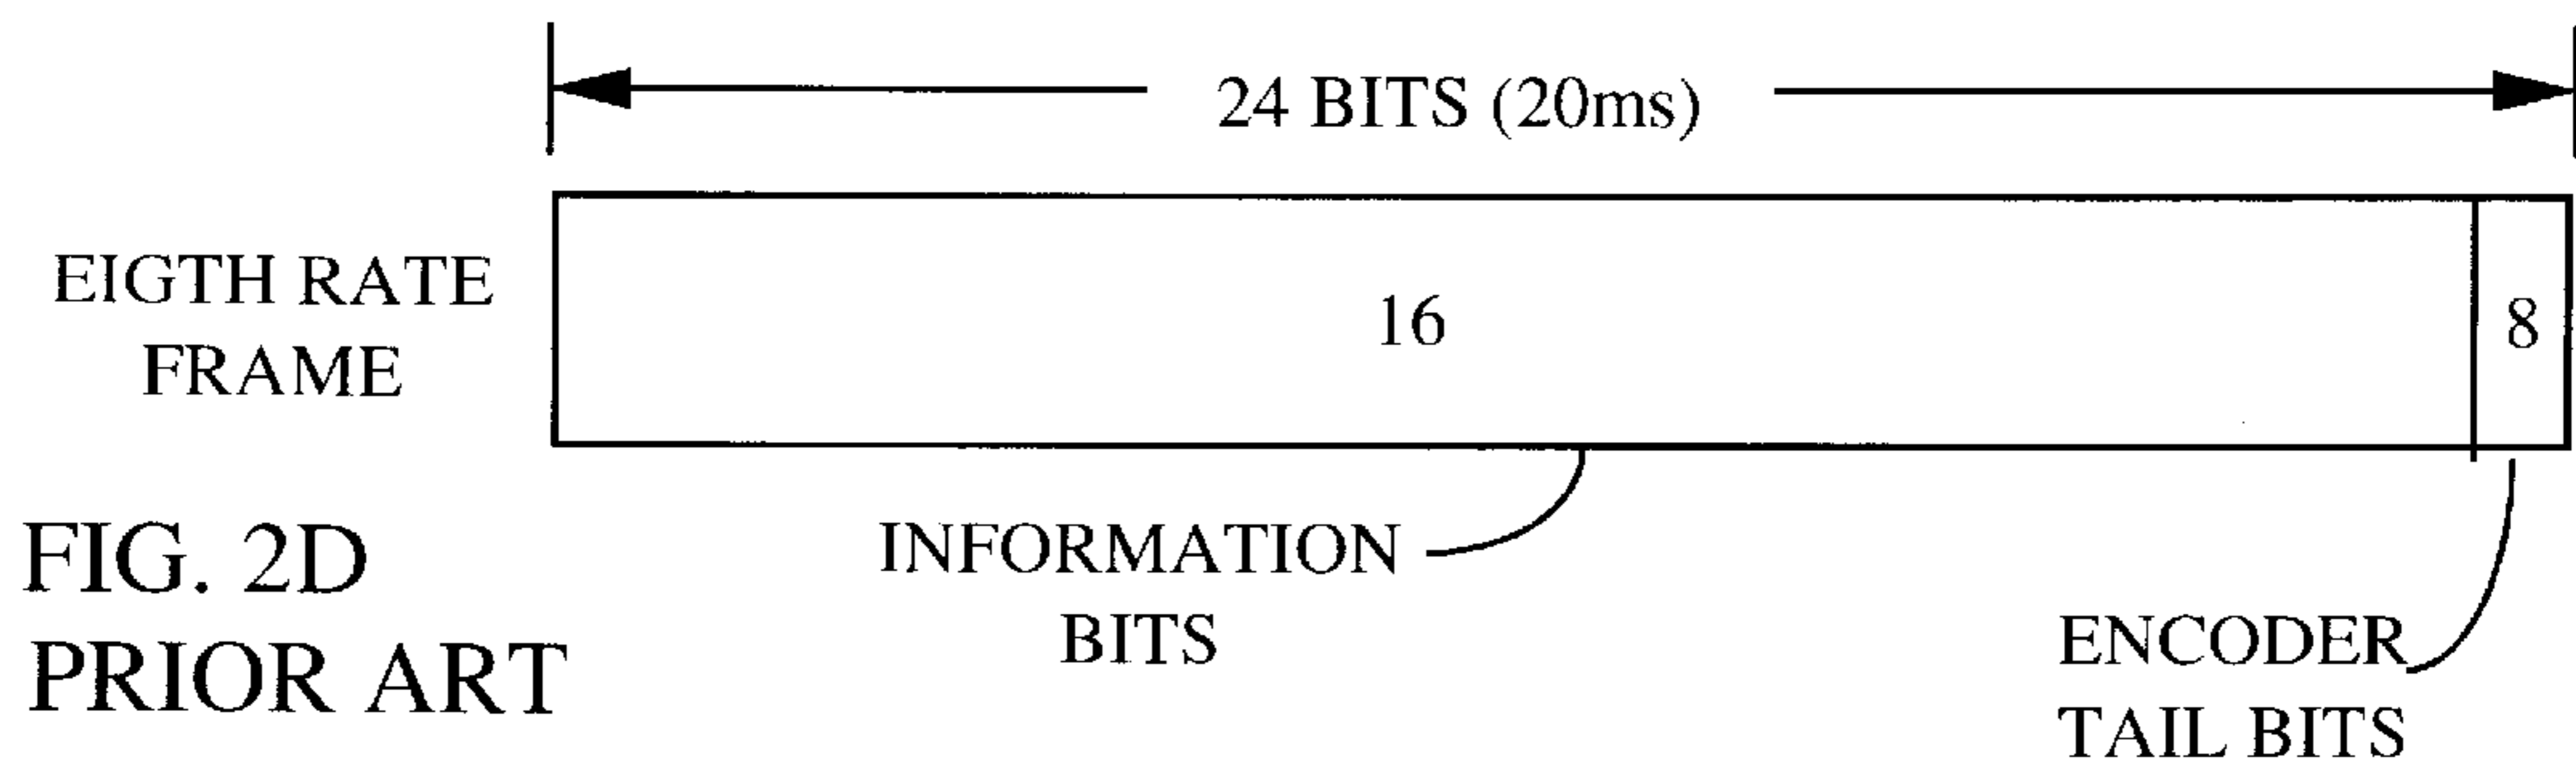 24 BITS (20ms)
EIGTH RATE
FRAME
16
8
INFORMATION
BITS
ENCODER
TAIL BITS
FIG. 2D
PRIOR ART